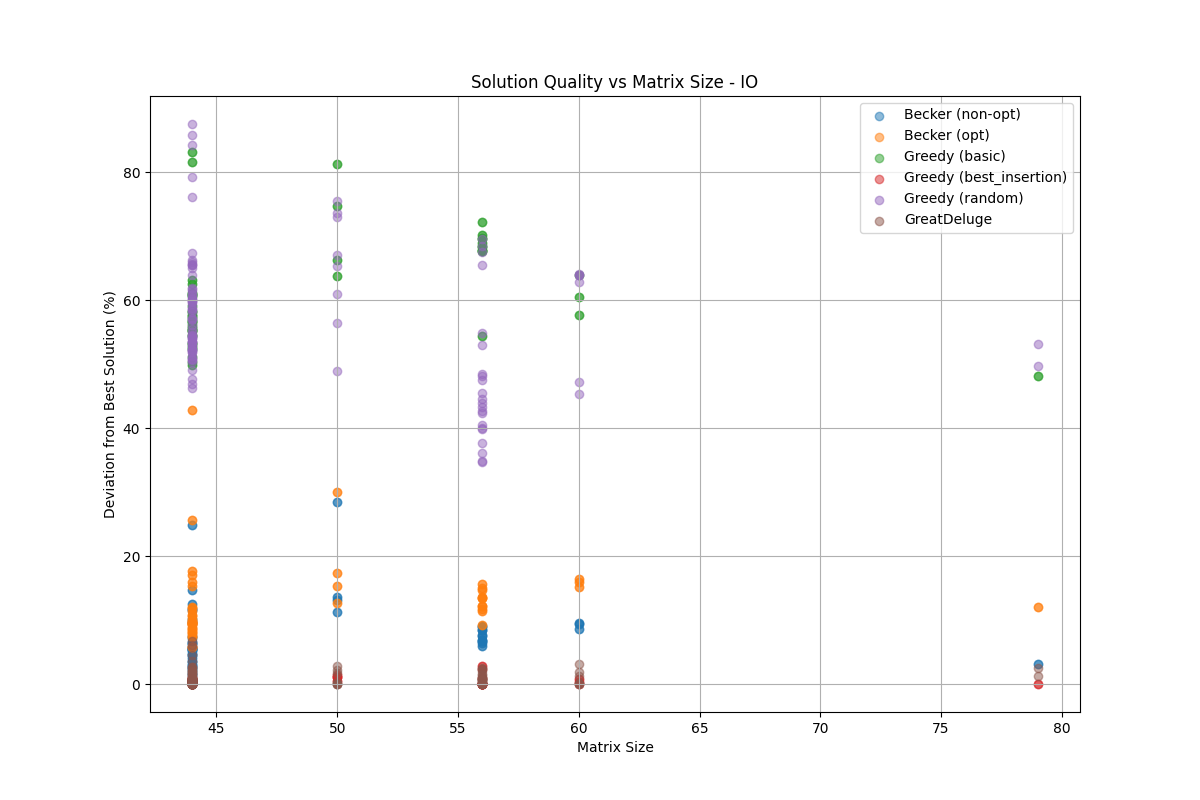 Solution Quality vs Matrix Size - IO
Becker (non-opt)
Becker (opt)
Greedy (basic)
Greedy (best_insertion)
Greedy (random)
GreatDeluge
Deviation from Best Solution (%)
80
60
40
20
0
45
50
55
60
65
70
75
80
Matrix Size